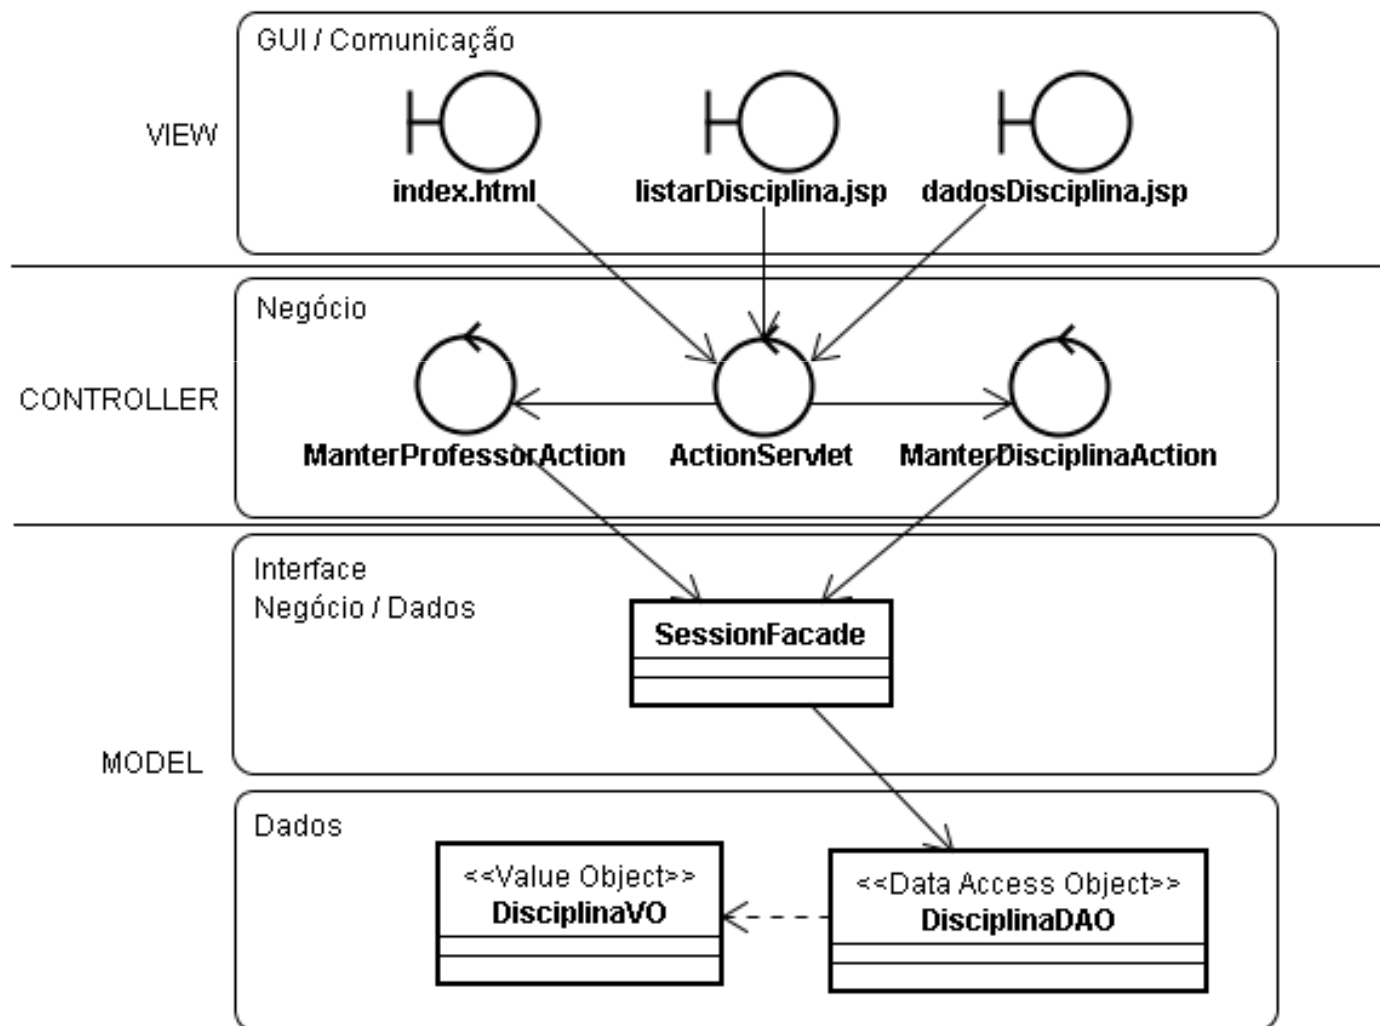 GUI / Comunicação
VIEW
index.html
listarDisciplina.jsp
dadosDisciplina.jsp
Negócio
CONTROLLER
ManterProfessorAction
ActionServlet
ManterDisciplinaAction
Interface
Negócio / Dados
SessionFacade
MODEL
Dados
<<Value Object>>
DisciplinaVO
<<Data Access Object>>
DisciplinaDAO